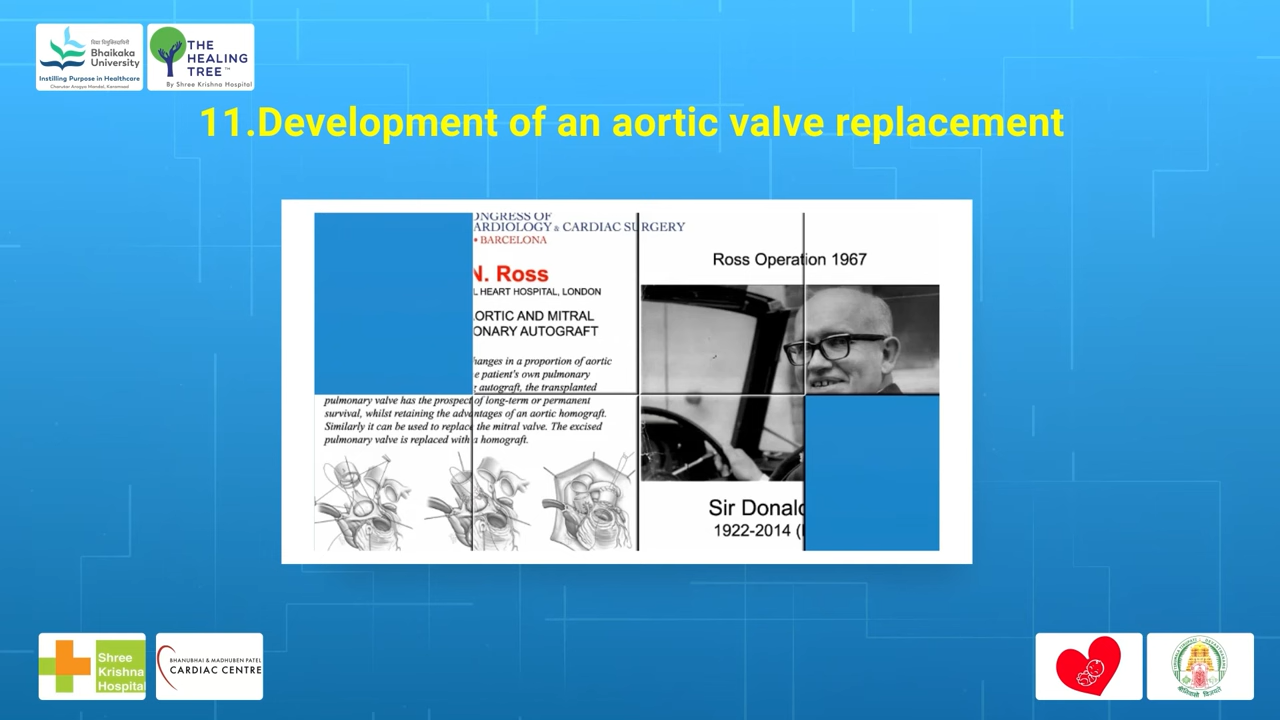 Bhaikaka
University
Instilling Purpose in Healthcare
Charutar Arogya Mandal, Karamsad
THE
HEALING
TREE™
By Shree Krishna Hospital
11.Development of an aortic valve replacement
ONGRESS OF
ARDIOLOGY & CARDIAC SURGERY
• BARCELONA
N. Ross
L HEART HOSPITAL, LONDON
ORTIC AND MITRAL
ONARY AUTOGRAFT
hanges in a proportion of aortic
e patient's own pulmonary
g autograft, the transplanted
pulmonary valve has the prospect of long-term or permanent
survival, whilst retaining the advantages of an aortic homograft.
Similarly it can be used to replace the mitral valve. The excised
pulmonary valve is replaced with a homograft.
Ross Operation 1967
Sir Donald
1922-2014 (
Shree
Krishna
Hospital
BHANUBHAI & MADHUBEN PATEL
CARDIAC CENTRE